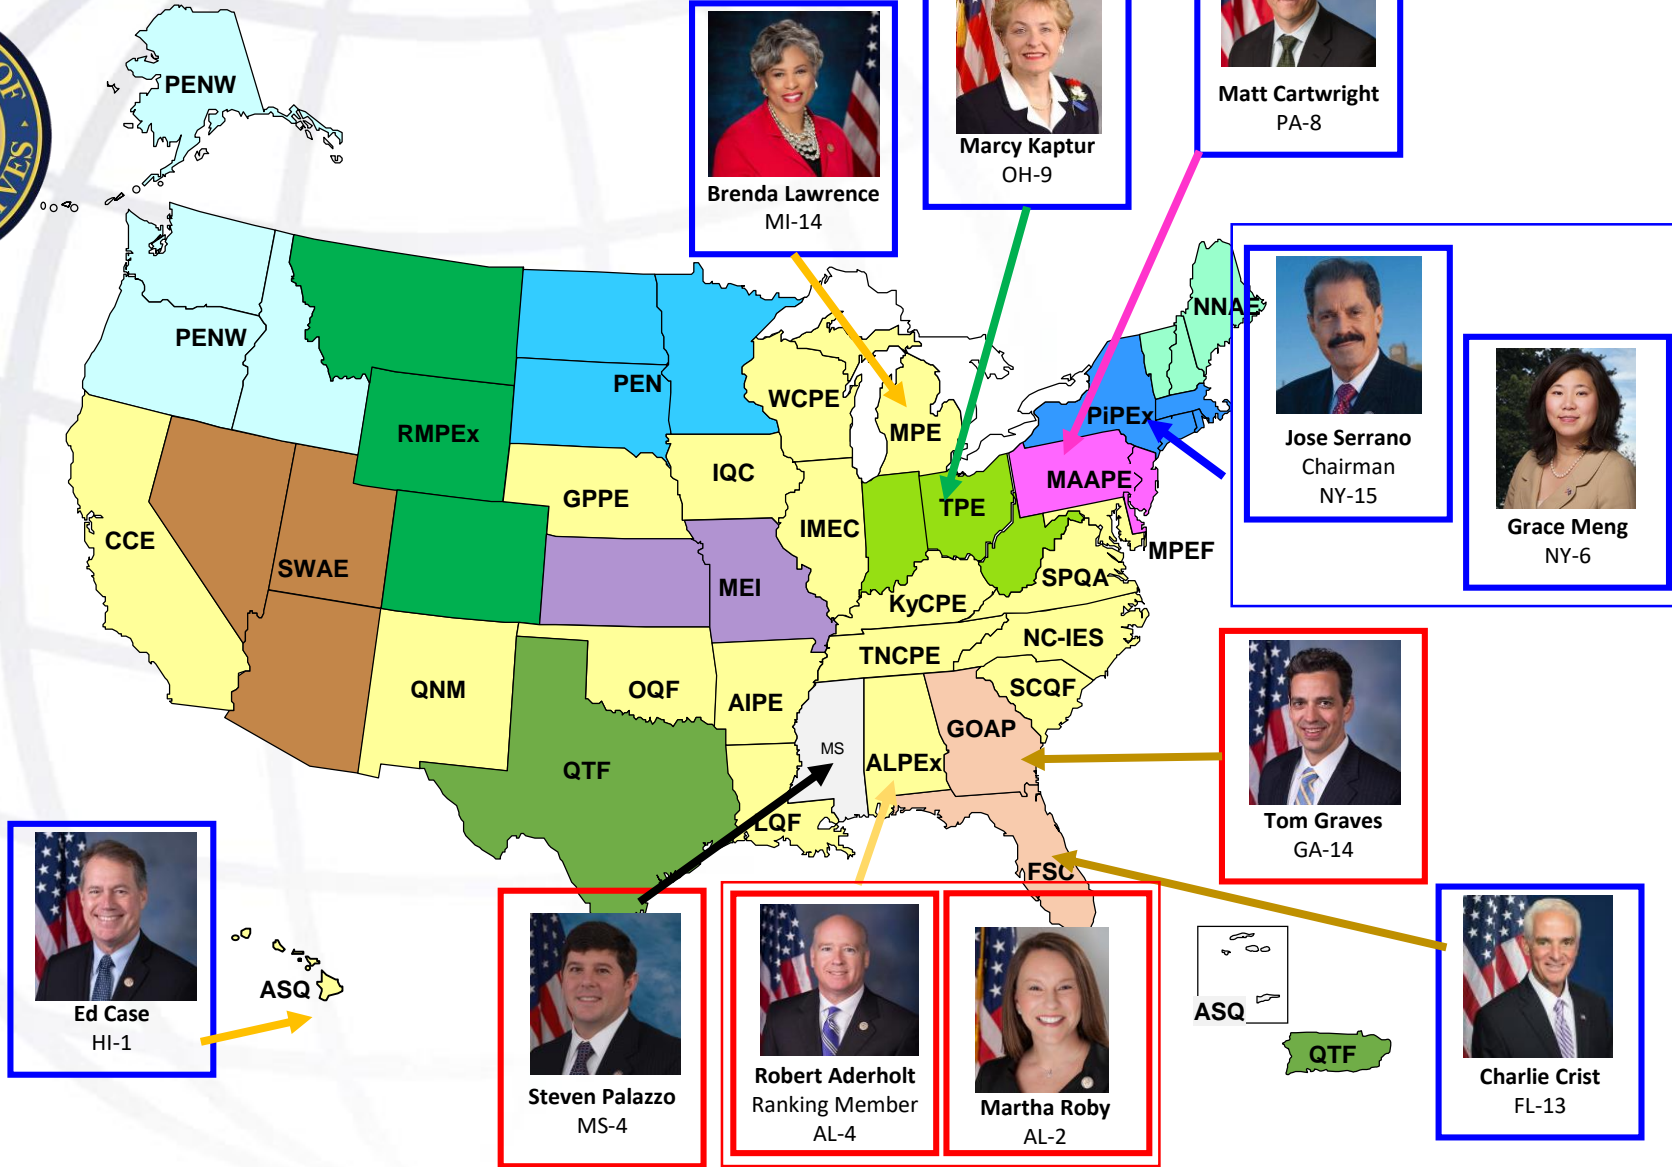 OF
IVES
PENW
Brenda Lawrence
MI-14
Marcy Kaptur
OH-9
Matt Cartwright
PA-8
PENW
RMPEx
PEN
WCPE
MPE
NNAE
PiPEx
Jose Serrano
Chairman
NY-15
Grace Meng
NY-6
CCE
SWAE
GPPE
IQC
IMEC
TPE
MAAPE
MPEF
MEI
KyCPE
SPQA
QNM
OQF
AIPE
TNCPE
NC-IES
SCQF
QTF
LQF
MS
ALPEx
GOAP
FSC
Tom Graves
GA-14
Ed Case
HI-1
ASQ
Steven Palazzo
MS-4
Robert Aderholt
Ranking Member
AL-4
Martha Roby
AL-2
ASQ
QTF
Charlie Crist
FL-13